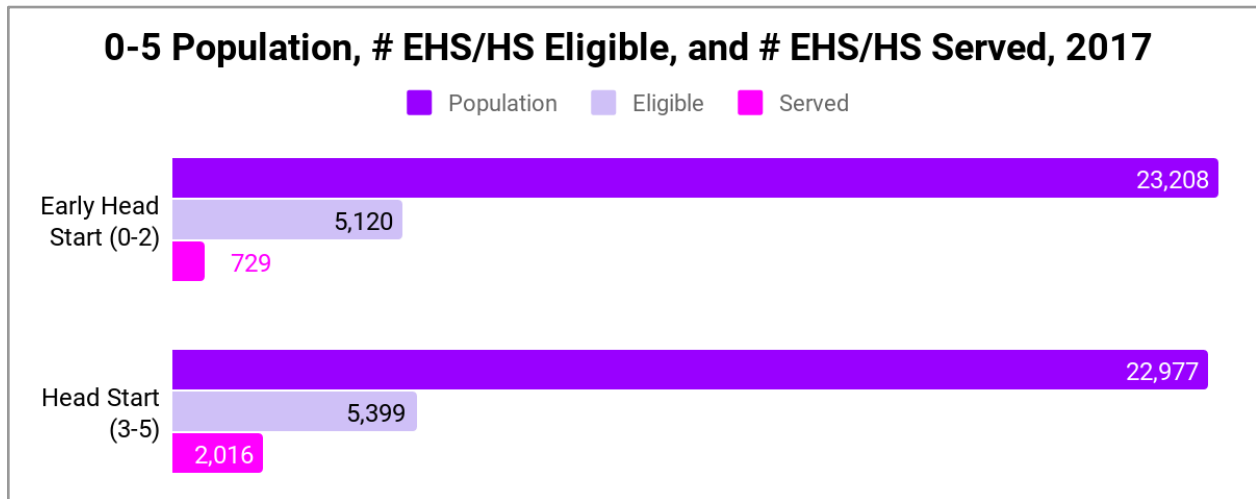 0-5 Population, # EHS/HS Eligible, and # EHS/HS Served, 2017
Population Eligible Served
Early Head
Start (0-2)
23,208
5,120
729
Head Start
(3-5)
22,977
5,399
2,016